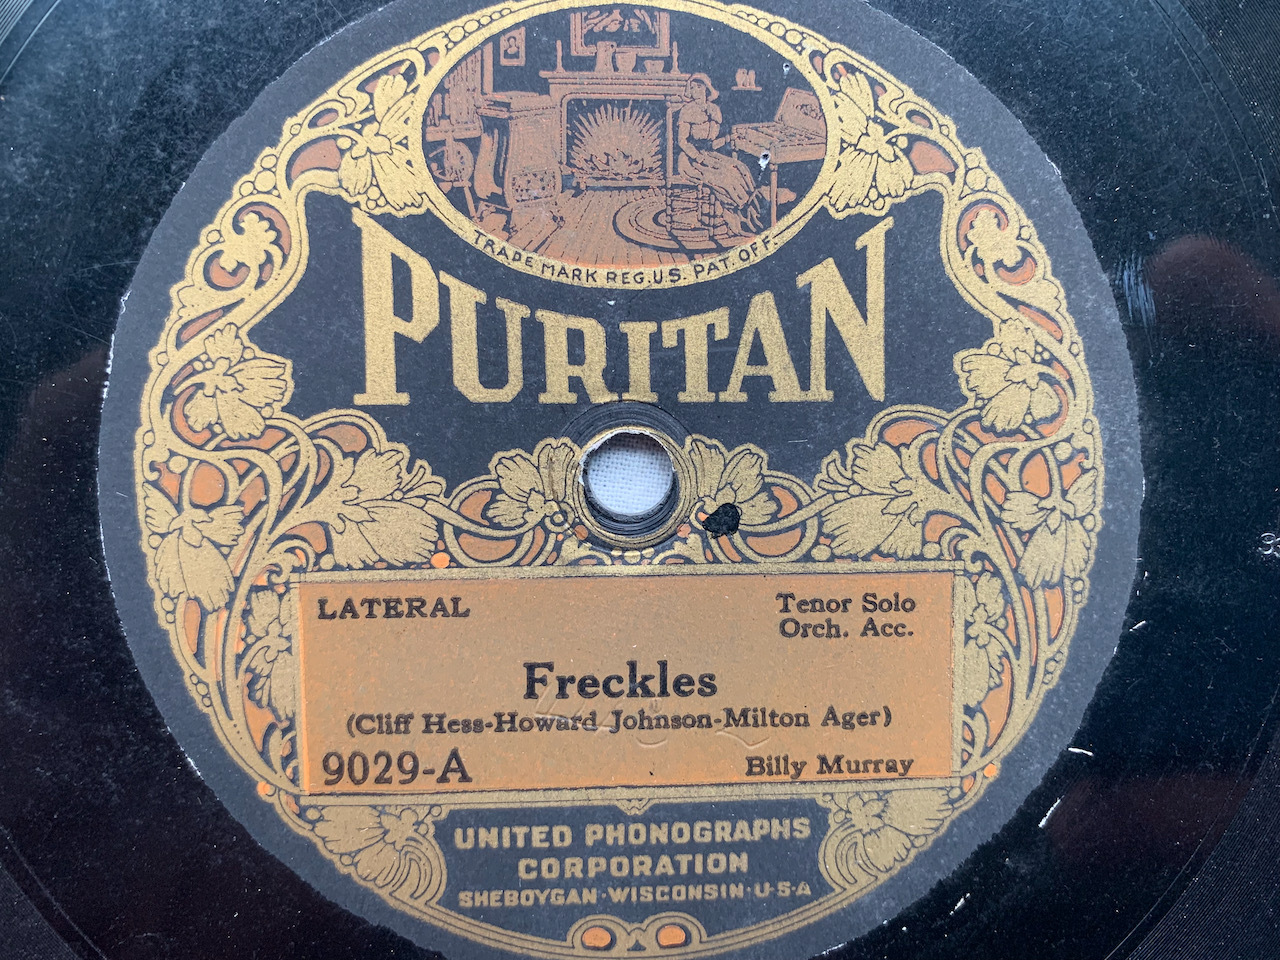 TRADE MARK REG. U.S. PAT. OFF.
PURITAN
LATERAL
Tenor Solo
Orch. Acc.
Freckles
(Cliff Hess-Howard Johnson-Milton Ager)
9029-A
Billy Murray
UNITED PHONOGRAPHS
CORPORATION
SHEBOYGAN·WISCONSIN·U·S·A